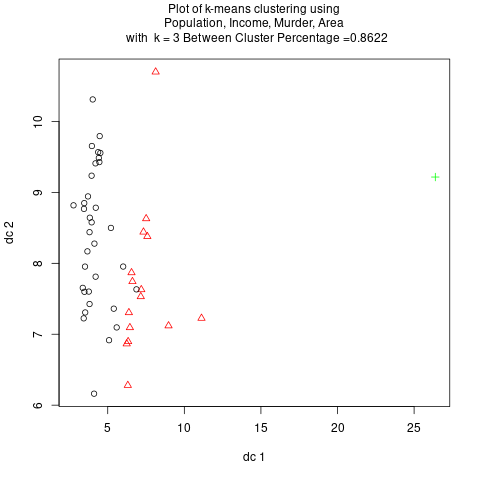 Plot of k-means clustering using
Population, Income, Murder, Area
with  k = 3 Between Cluster Percentage =0.8622
10
9
8
7
6
dc 2
5
10
15
20
25
dc 1